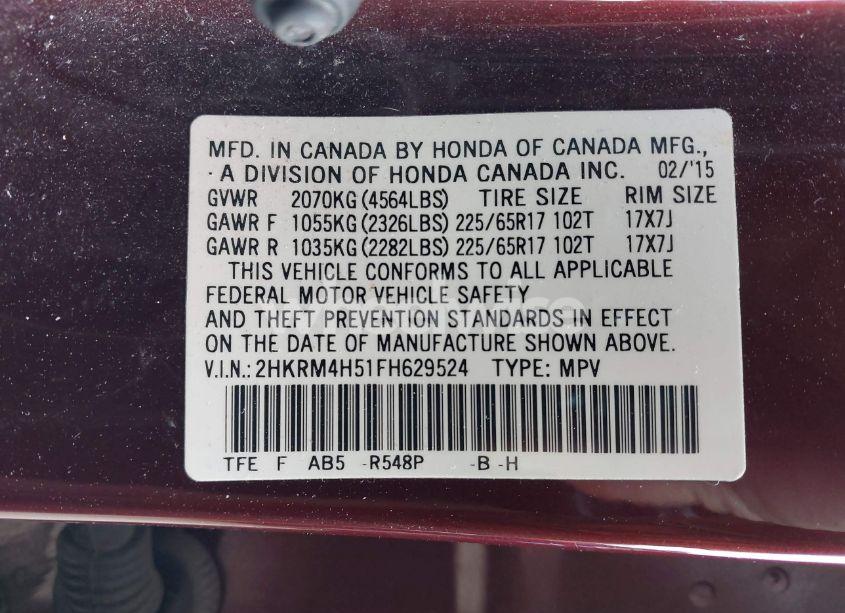 MFD. IN CANADA BY HONDA OF CANADA MFG.,
· A DIVISION OF HONDA CANADA INC. 02/'15
GVWR 2070KG (4564LBS) TIRE SIZE RIM SIZE
GAWR F 1055KG (2326LBS) 225/65R17 102T 17X7J
GAWR R 1035KG (2282LBS) 225/65R17 102T 17X7J
THIS VEHICLE CONFORMS TO ALL APPLICABLE
FEDERAL MOTOR VEHICLE SAFETY
AND THEFT PREVENTION STANDARDS IN EFFECT
ON THE DATE OF MANUFACTURE SHOWN ABOVE.
V.I.N.: 2HKRM4H51FH629524 TYPE: MPV
TFE F AB5 -R548P -B -H